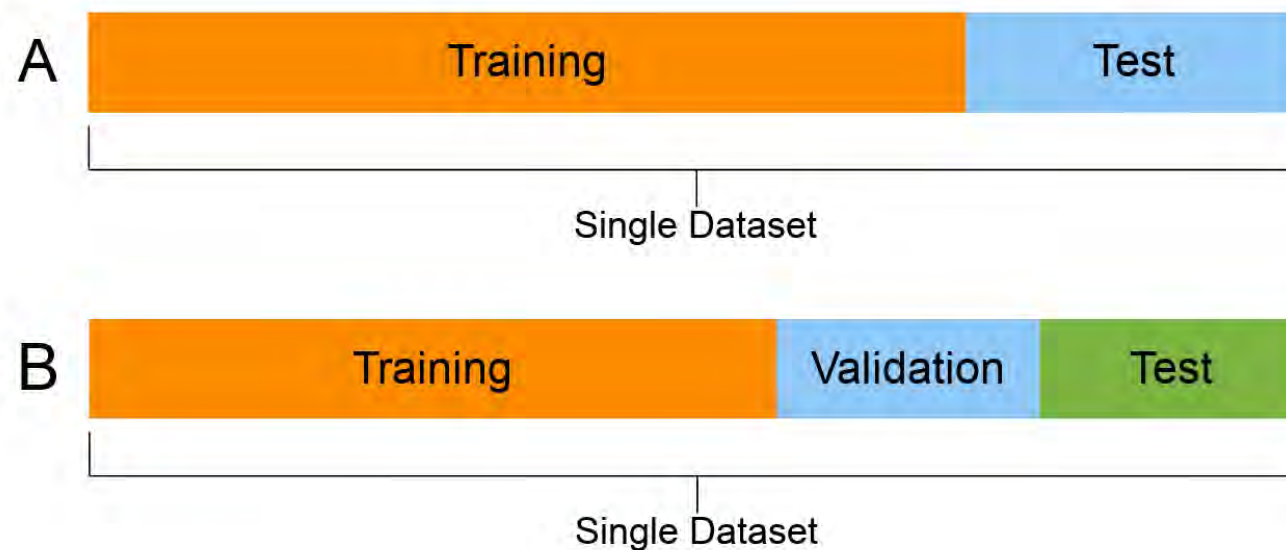 A Training Test
Single Dataset
B Training Validation Test
Single Dataset